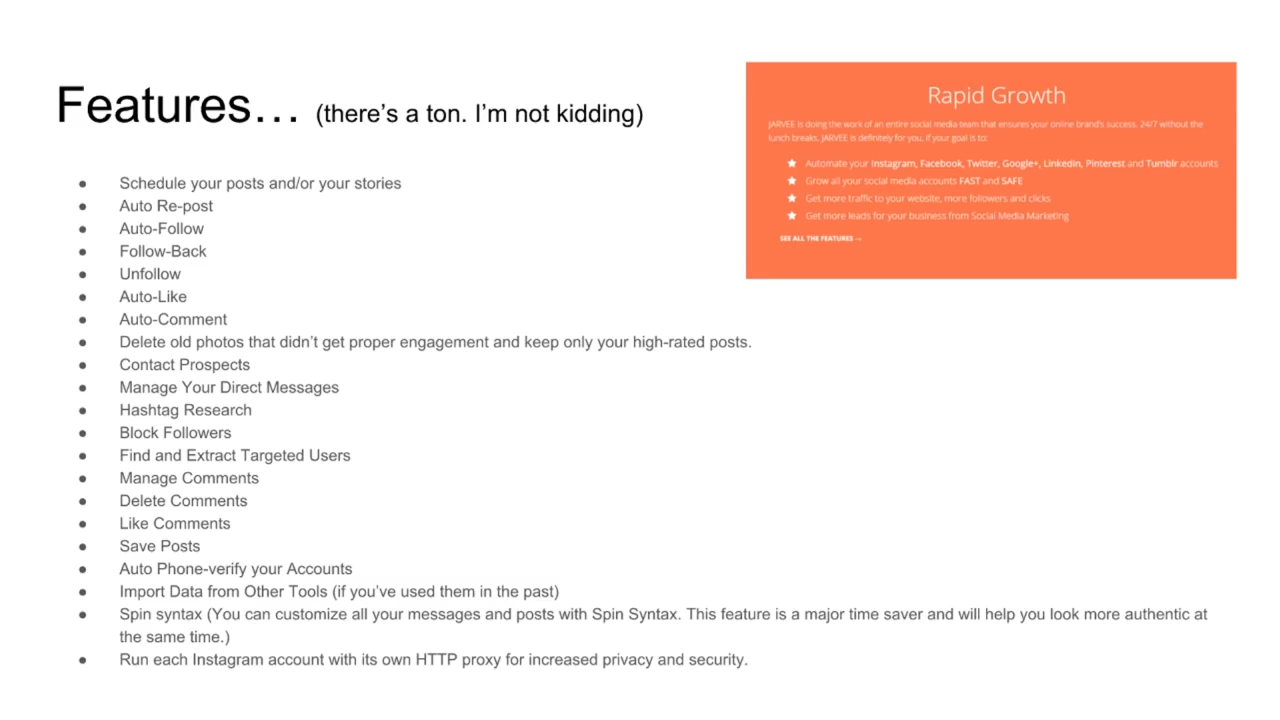 Features… (there’s a ton. I’m not kidding)
Rapid Growth
JARVEE is doing the work of an entire social media team that ensures your online brand's success. 24/7 without the
lunch breaks. JARVEE is definitely for you, if your goal is to:
★ Automate your Instagram, Facebook, Twitter, Google+, LinkedIn, Pinterest and Tumblr accounts
★ Grow all your social media accounts FAST and SAFE
★ Get more traffic to your website, more followers and clicks
★ Get more leads for your business from Social Media Marketing
SEE ALL THE FEATURES →
● Schedule your posts and/or your stories
● Auto Re-post
● Auto-Follow
● Follow-Back
● Unfollow
● Auto-Like
● Auto-Comment
● Delete old photos that didn’t get proper engagement and keep only your high-rated posts.
● Contact Prospects
● Manage Your Direct Messages
● Hashtag Research
● Block Followers
● Find and Extract Targeted Users
● Manage Comments
● Delete Comments
● Like Comments
● Save Posts
● Auto Phone-verify your Accounts
● Import Data from Other Tools (if you’ve used them in the past)
● Spin syntax (You can customize all your messages and posts with Spin Syntax. This feature is a major time saver and will help you look more authentic at
the same time.)
● Run each Instagram account with its own HTTP proxy for increased privacy and security.